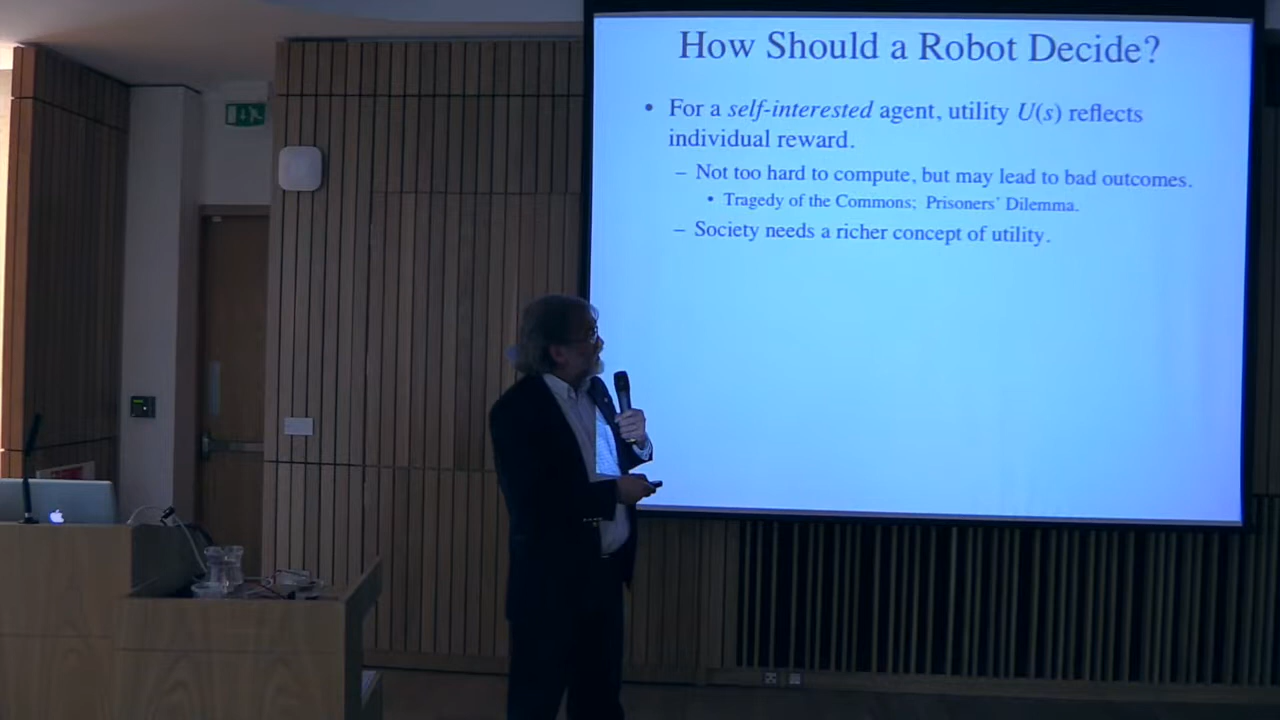 How Should a Robot Decide?
• For a self-interested agent, utility U(s) reflects
individual reward.
– Not too hard to compute, but may lead to bad outcomes.
• Tragedy of the Commons; Prisoners' Dilemma.
– Society needs a richer concept of utility.